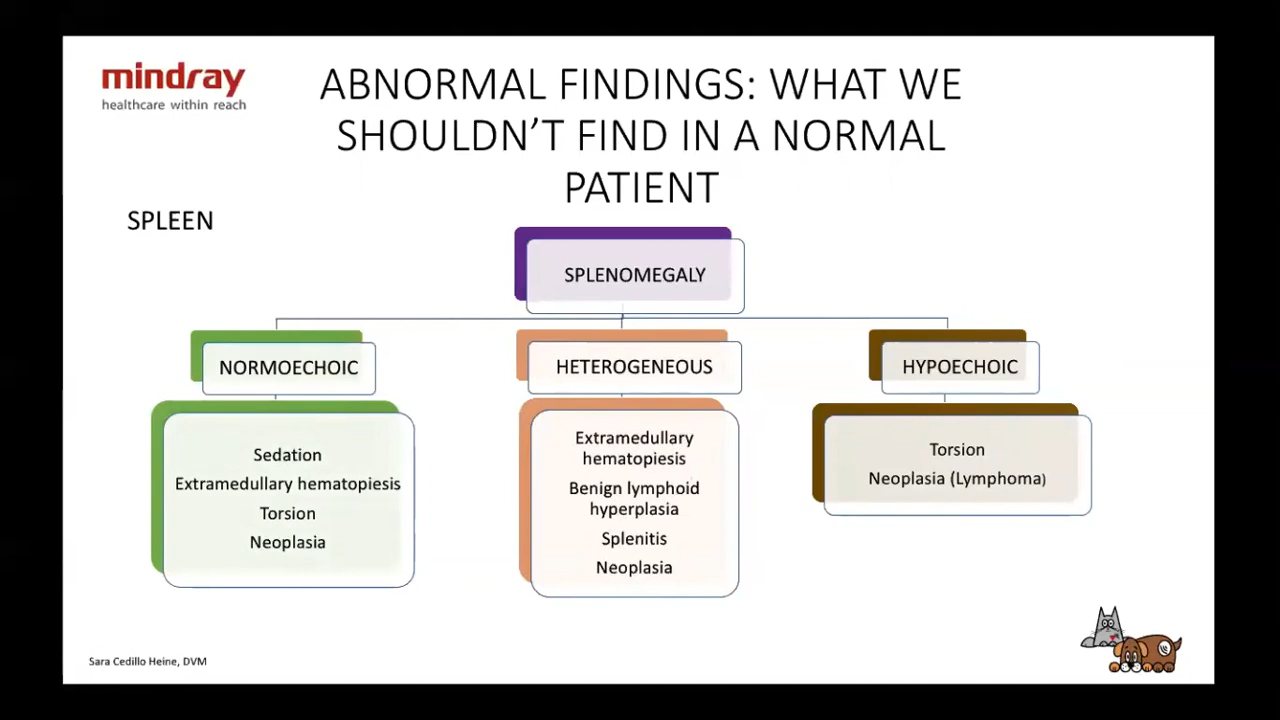 mindray
healthcare within reach
ABNORMAL FINDINGS: WHAT WE
SHOULDN'T FIND IN A NORMAL
PATIENT
SPLEEN
SPLENOMEGALY
NORMOECHOIC
Sedation
Extramedullary hematopiesis
Torsion
Neoplasia
HETEROGENEOUS
Extramedullary
hematopiesis
Benign lymphoid
hyperplasia
Splenitis
Neoplasia
HYPOECHOIC
Torsion
Neoplasia (Lymphoma)
Sara Cedillo Heine, DVM